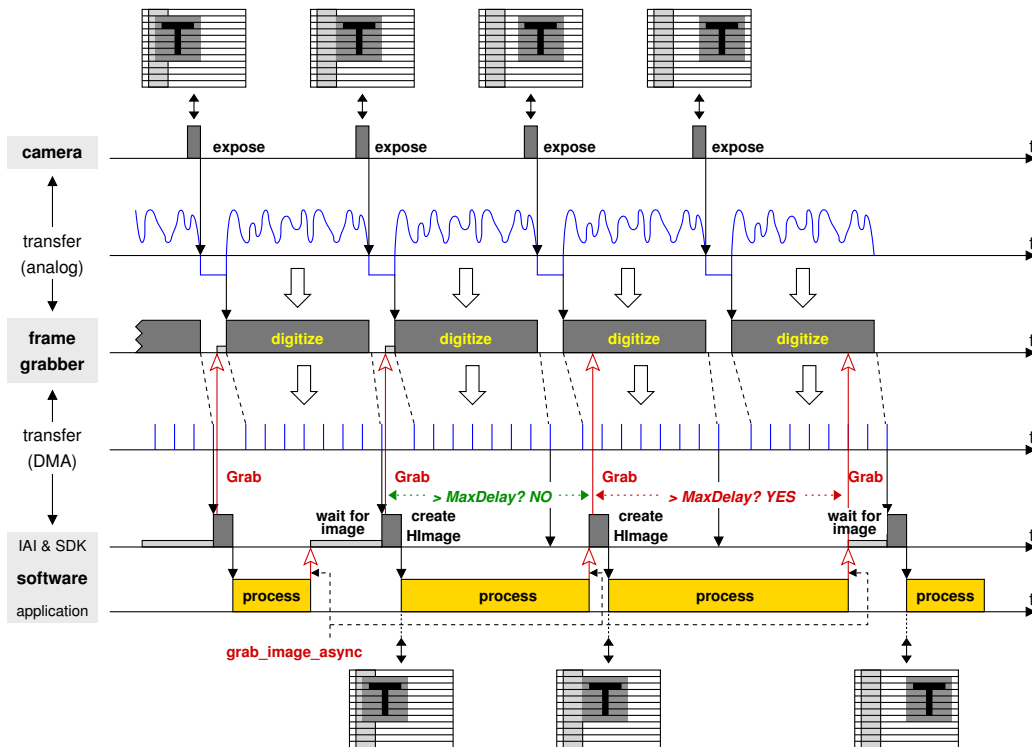 T T T T
expose expose expose expose
camera t
transfer
(analog)
t
frame
grabber
digitize digitize digitize digitize
t
transfer
(DMA)
t
Grab Grab Grab Grab
> MaxDelay? NO > MaxDelay? YES
wait for
image
create
HImage
create
HImage
wait for
image
IAI & SDK t
software
application
process process process process
t
grab_image_async
T T T